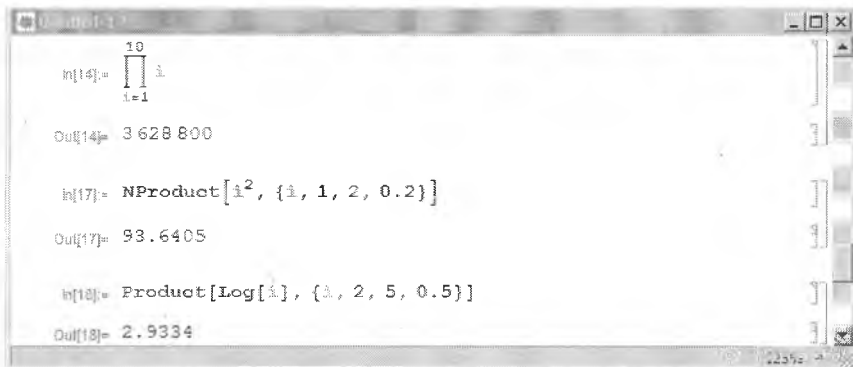 10
In[14]:= ∏ i
i=1
Out[14]= 3 628 800
In[17]:= NProduct[i², {i, 1, 2, 0.2}]
Out[17]= 93.6405
In[18]:= Product[Log[i], {i, 2, 5, 0.5}]
Out[18]= 2.9334